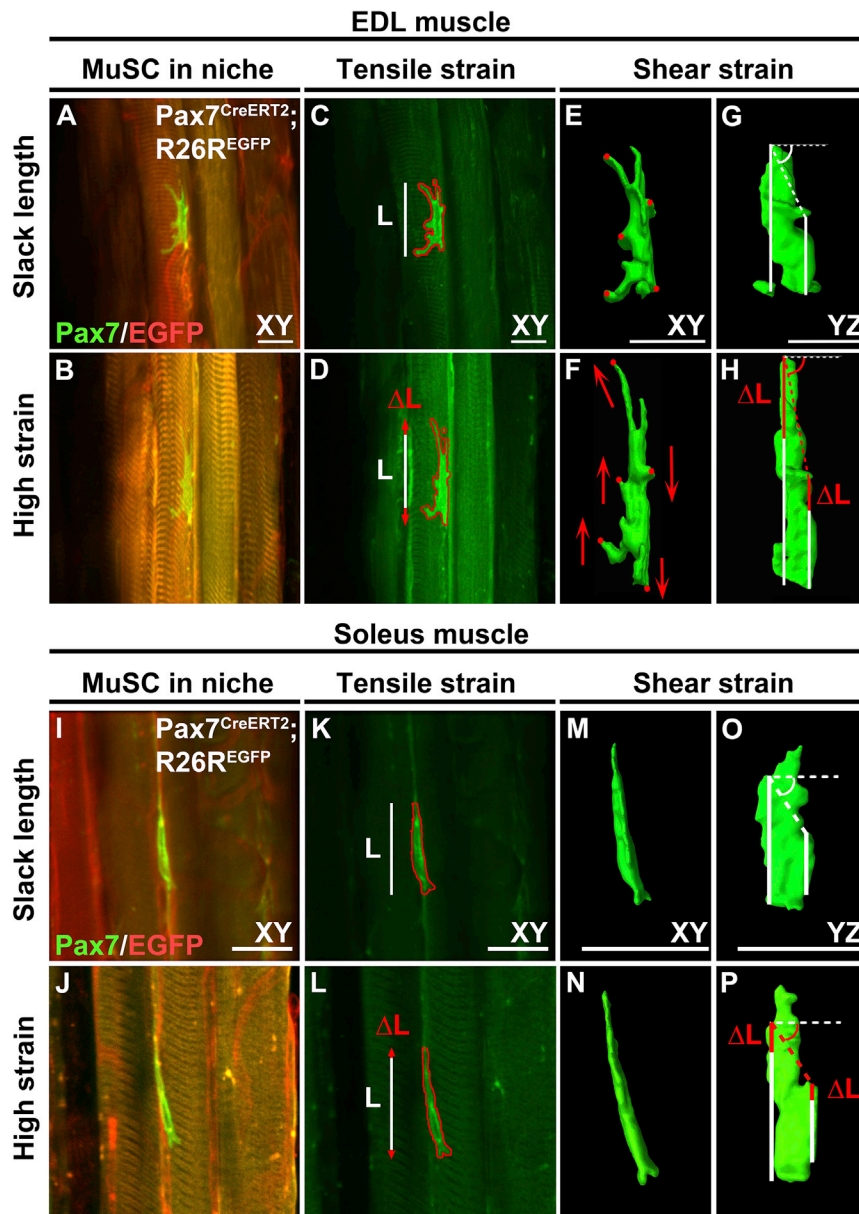 EDL muscle
MuSC in niche Tensile strain Shear strain
Slack length
A Pax7CreERT2;
R26REGFP
Pax7/EGFP
XY
C
L
XY
E
XY
G
YZ
High strain
B
D
ΔL
L
F
H
ΔL
ΔL
Soleus muscle
MuSC in niche Tensile strain Shear strain
Slack length
I Pax7CreERT2;
R26REGFP
Pax7/EGFP
XY
K
L
XY
M
XY
O
YZ
High strain
J
L
ΔL
L
N
P
ΔL
ΔL